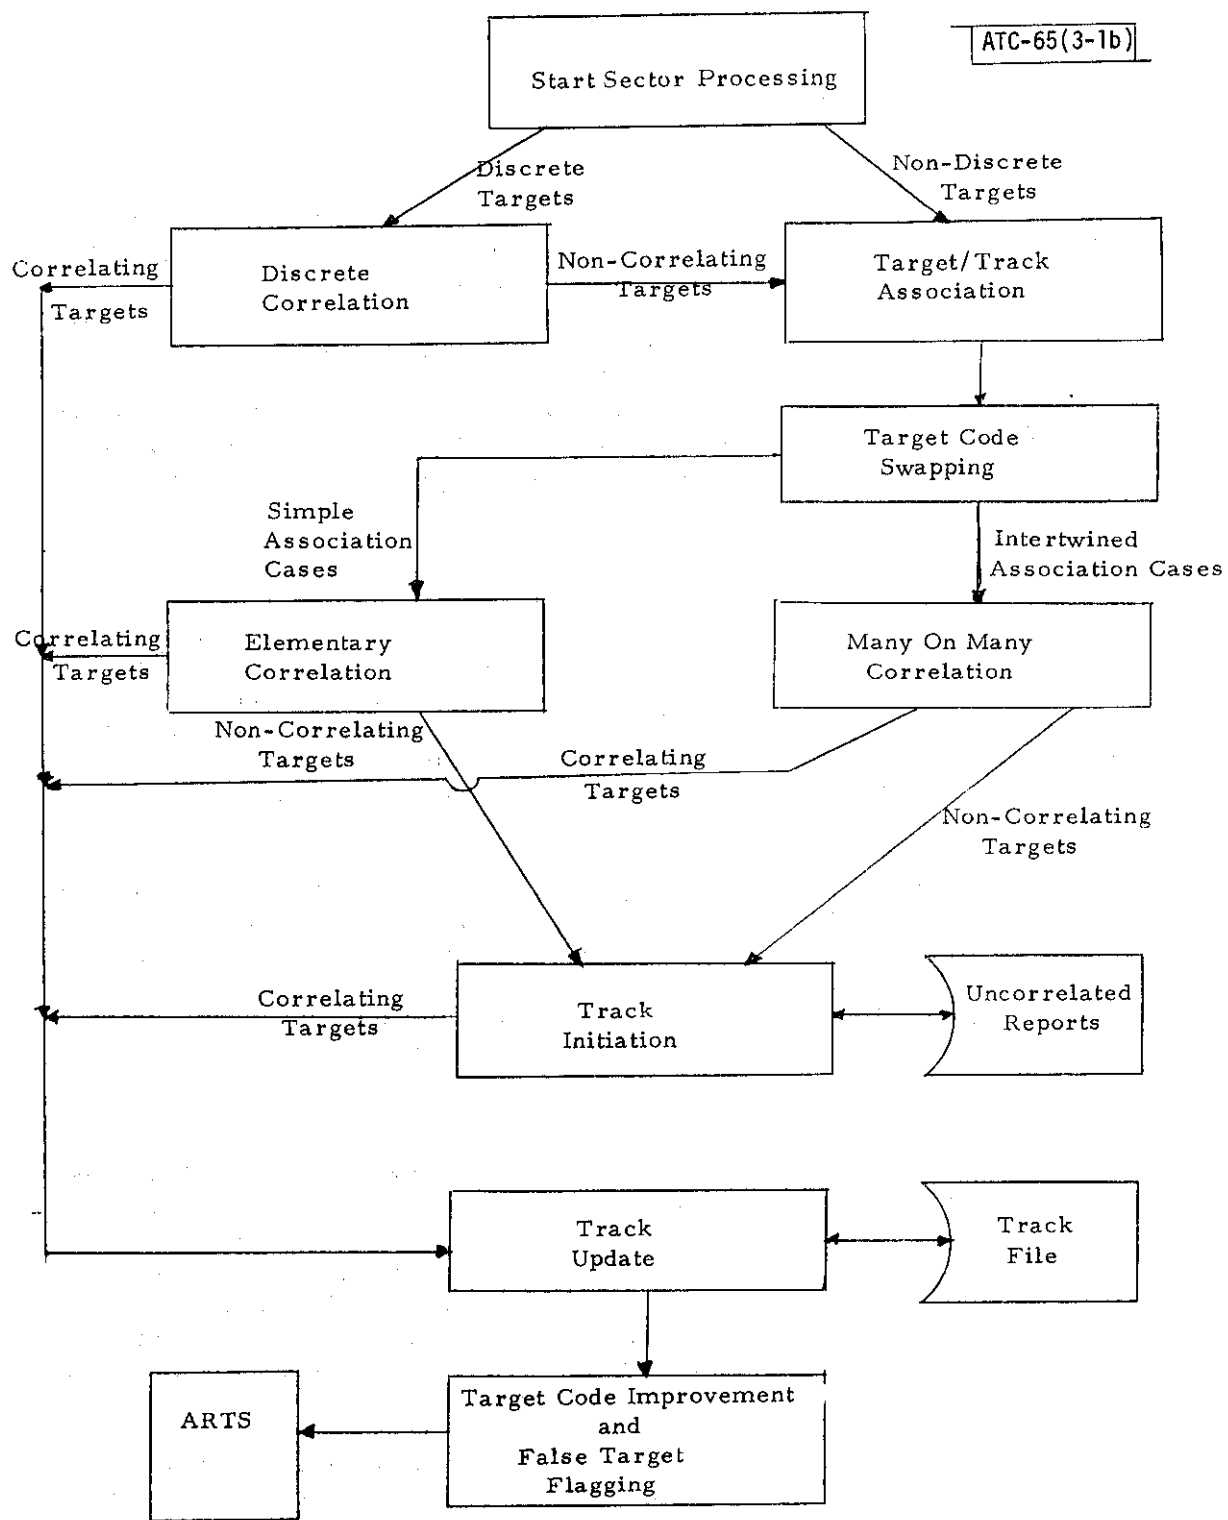 ATC-65(3-1b)
Start Sector Processing
Discrete
Targets
Non-Discrete
Targets
Correlating
Targets
Discrete
Correlation
Non-Correlating
Targets
Target/Track
Association
Target Code
Swapping
Simple
Association
Cases
Intertwined
Association Cases
Correlating
Targets
Elementary
Correlation
Many On Many
Correlation
Non-Correlating
Targets
Correlating
Targets
Non-Correlating
Targets
Correlating
Targets
Track
Initiation
Uncorrelated
Reports
Track
Update
Track
File
ARTS
Target Code Improvement
and
False Target
Flagging